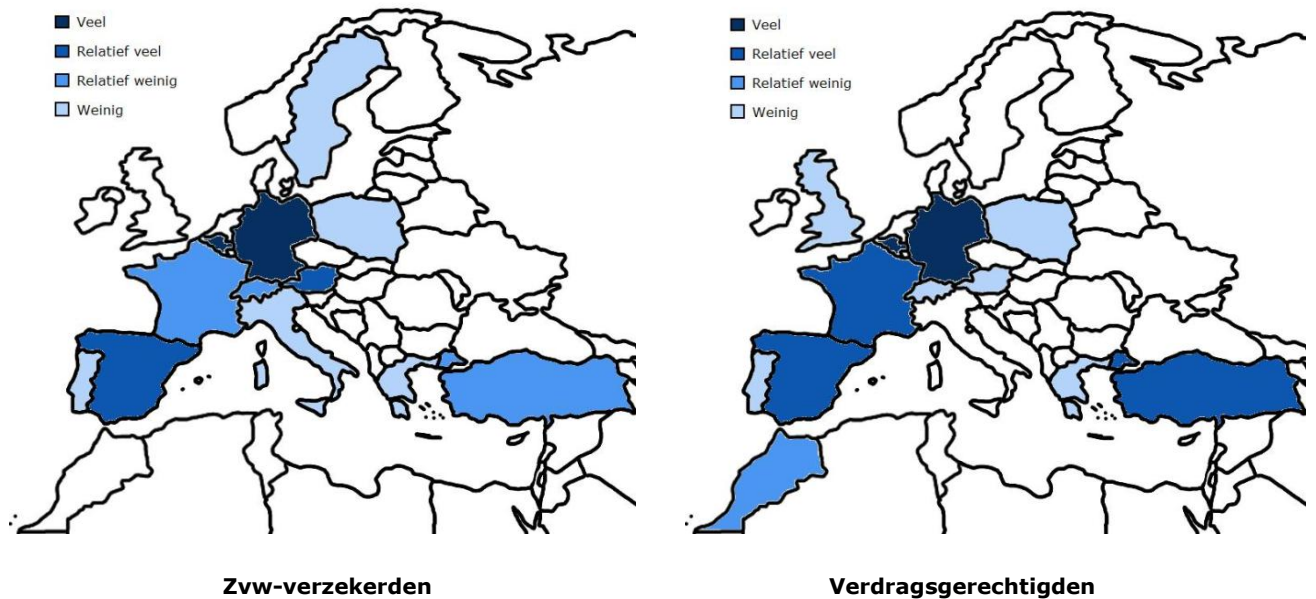 Veel
Relatief veel
Relatief weinig
Weinig
Veel
Relatief veel
Relatief weinig
Weinig
Zvw-verzekerden
Verdragsgerechtigden